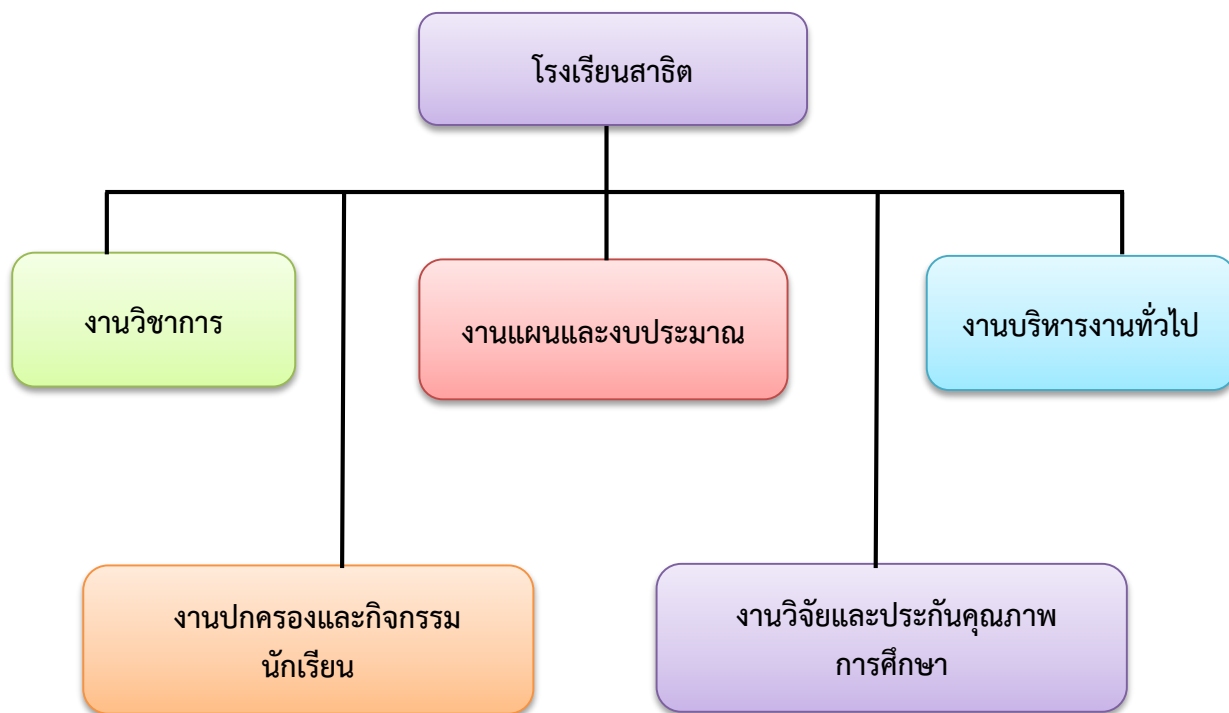 โรงเรียนสาธิต
งานวิชาการ
งานแผนและงบประมาณ
งานบริหารงานทั่วไป
งานปกครองและกิจกรรม
นักเรียน
งานวิจัยและประกันคุณภาพ
การศึกษา